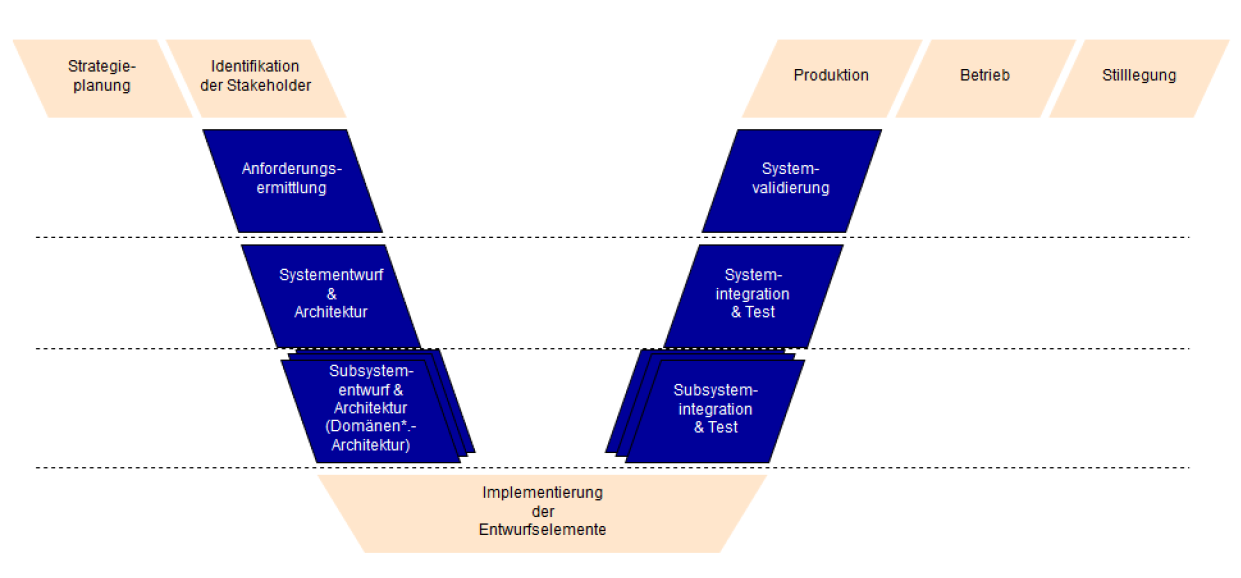 Strategie-
planung
Identifikation
der Stakeholder
Produktion
Betrieb
Stilllegung
Anforderungs-
ermittlung
System-
validierung
Systementwurf
&
Architektur
System-
integration
& Test
Subsystem-
entwurf &
Architektur
(Domänen*.-
Architektur)
Subsystem-
integration
& Test
Implementierung
der
Entwurfselemente